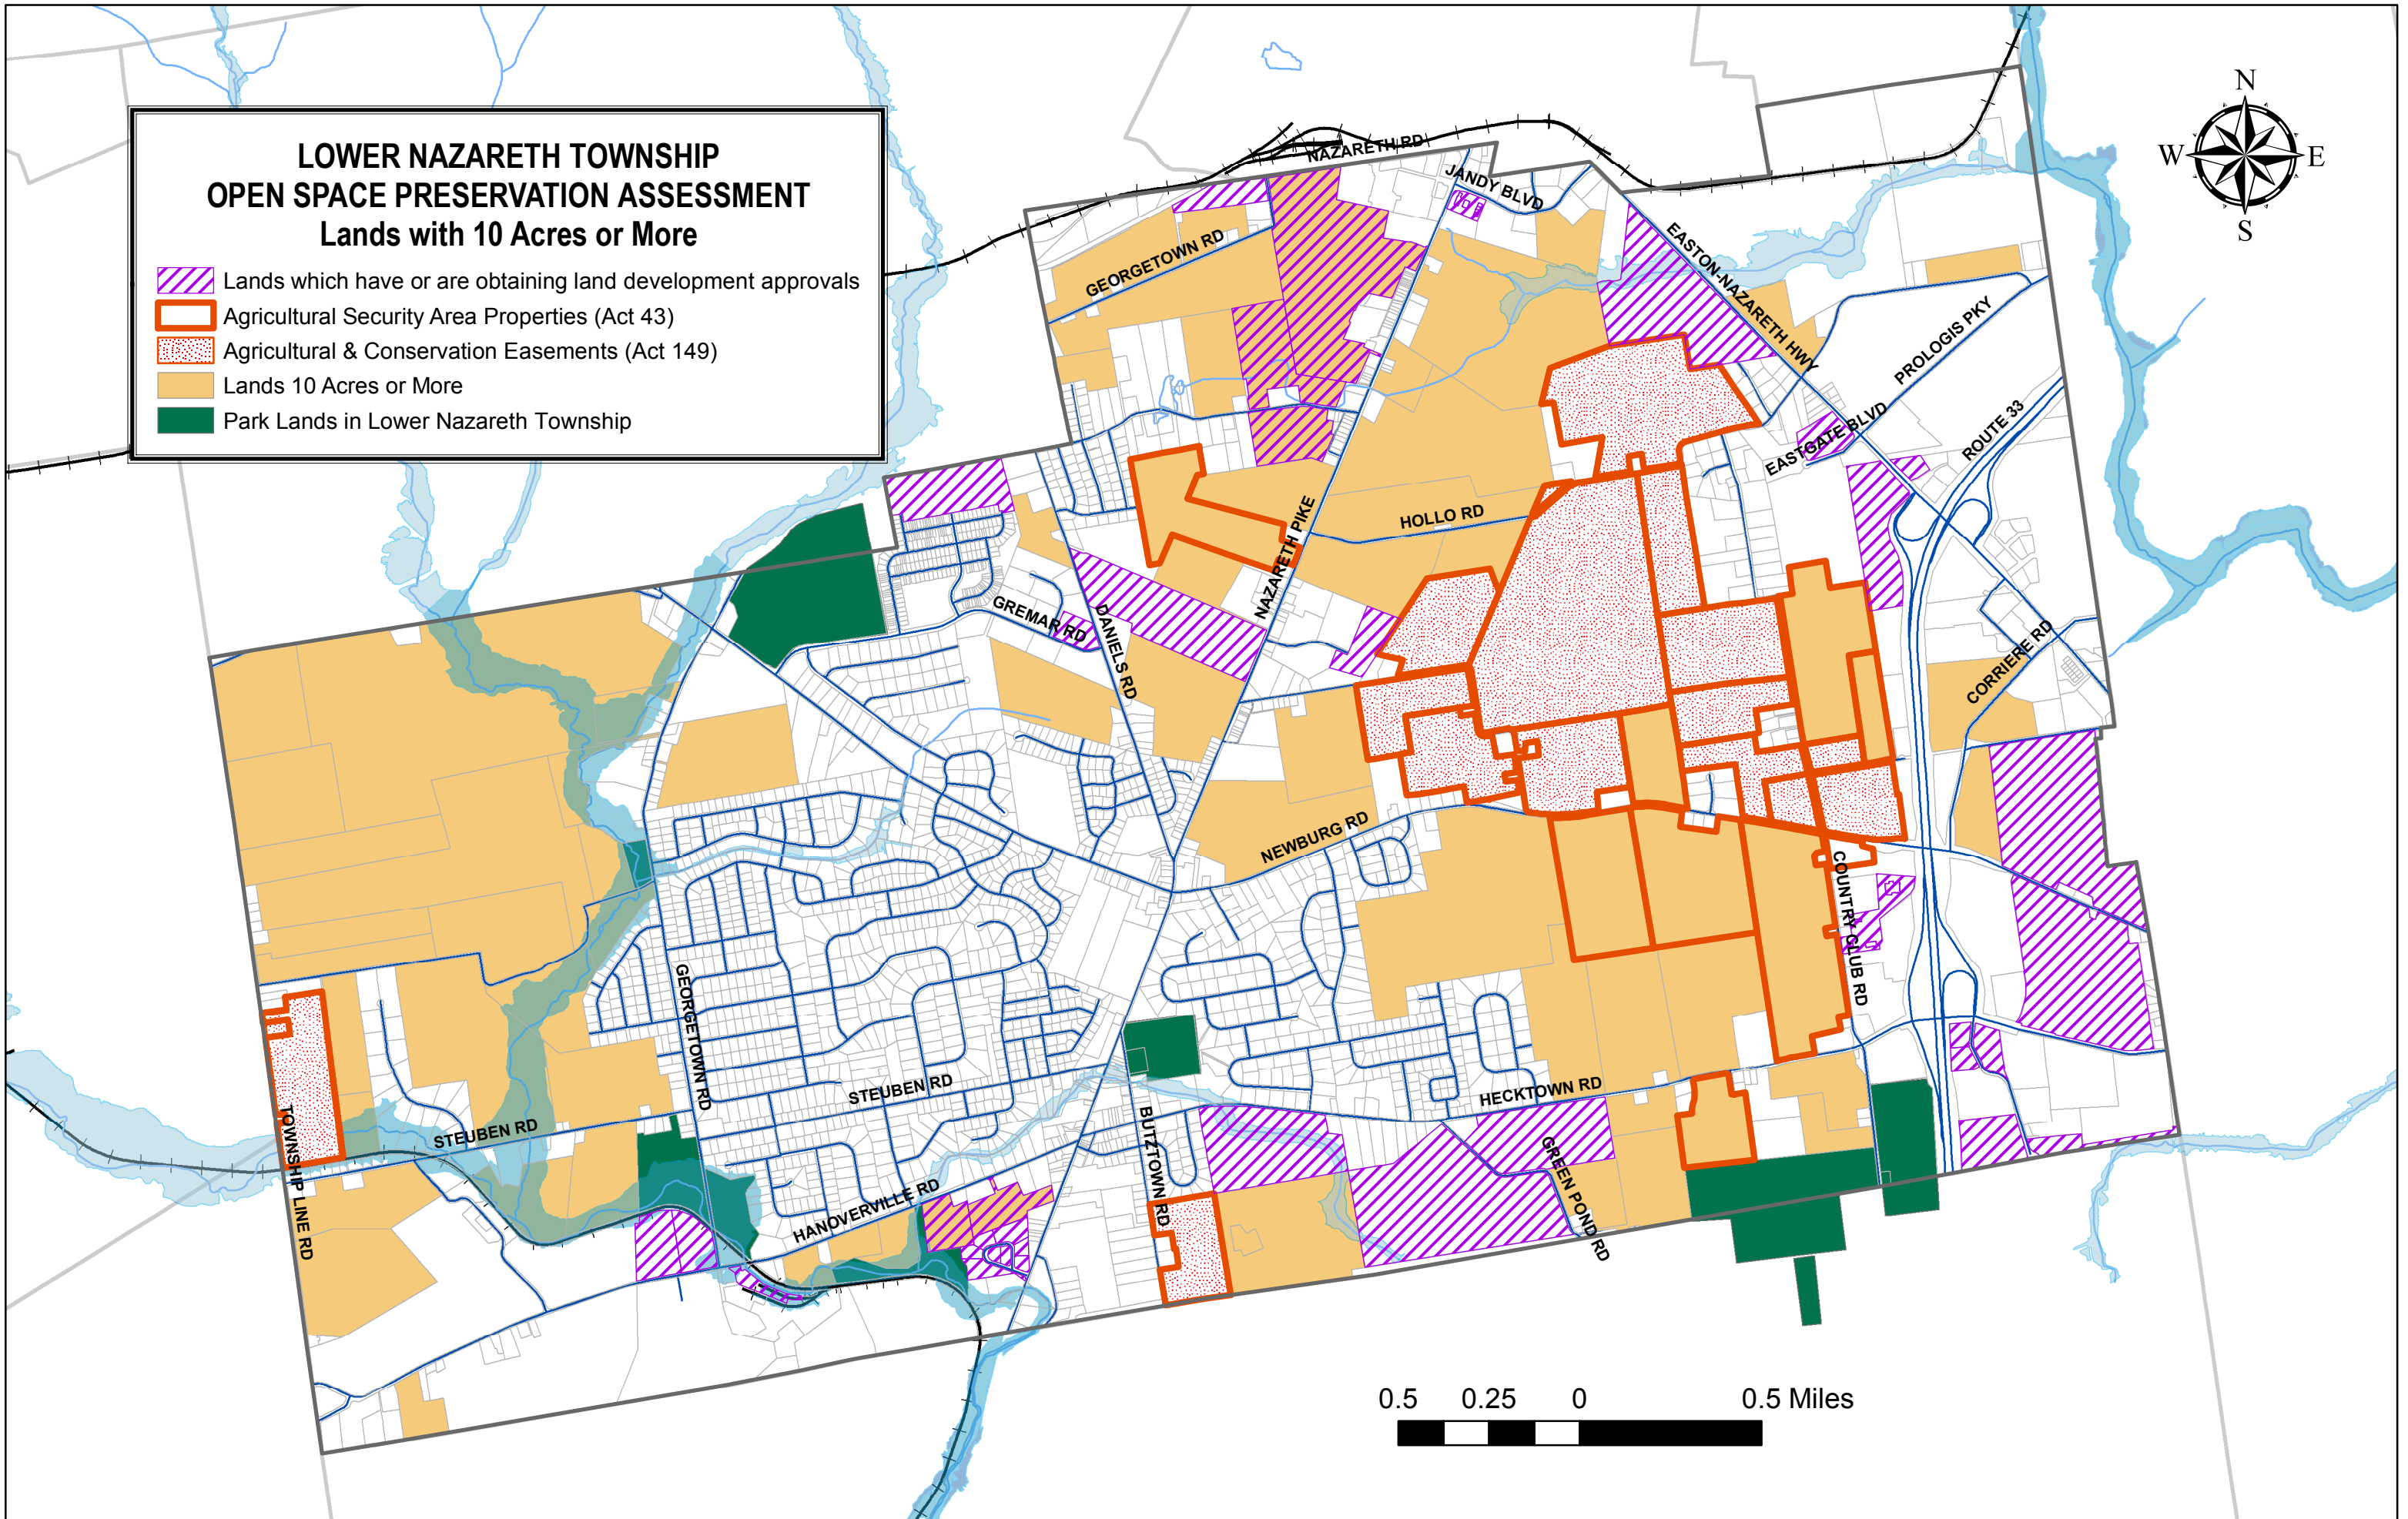 LOWER NAZARETH TOWNSHIP
OPEN SPACE PRESERVATION ASSESSMENT
Lands with 10 Acres or More
Lands which have or are obtaining land development approvals
Agricultural Security Area Properties (Act 43)
Agricultural & Conservation Easements (Act 149)
Lands 10 Acres or More
Park Lands in Lower Nazareth Township
N
W
E
S
NAZARETH RD
JANDY BLVD
GEORGETOWN RD
EASTON-NAZARETH HWY
PROLOGIS PKY
EASTGATE BLVD
ROUTE 33
HOLLO RD
NAZARETH PIKE
GREMAR RD
DANIELS RD
CORRIERE RD
NEWBURG RD
COUNTRY CLUB RD
GEORGETOWN RD
STEUBEN RD
HECKTOWN RD
STEUBEN RD
TOWNSHIP LINE RD
BUTZTOWN RD
GREEN POND RD
HANOVERVILLE RD
0.5 0.25 0 0.5 Miles